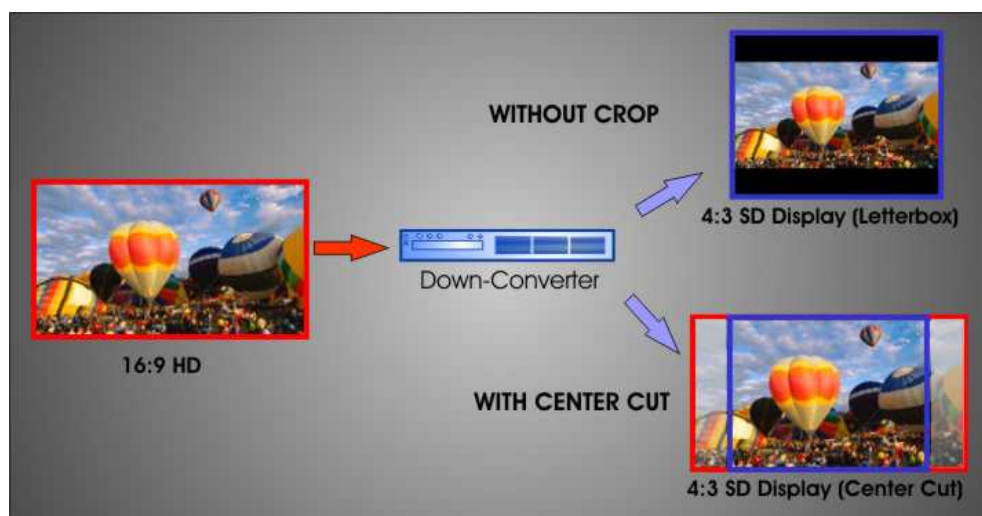 WITHOUT CROP
4:3 SD Display (Letterbox)
Down-Converter
16:9 HD
WITH CENTER CUT
4:3 SD Display (Center Cut)